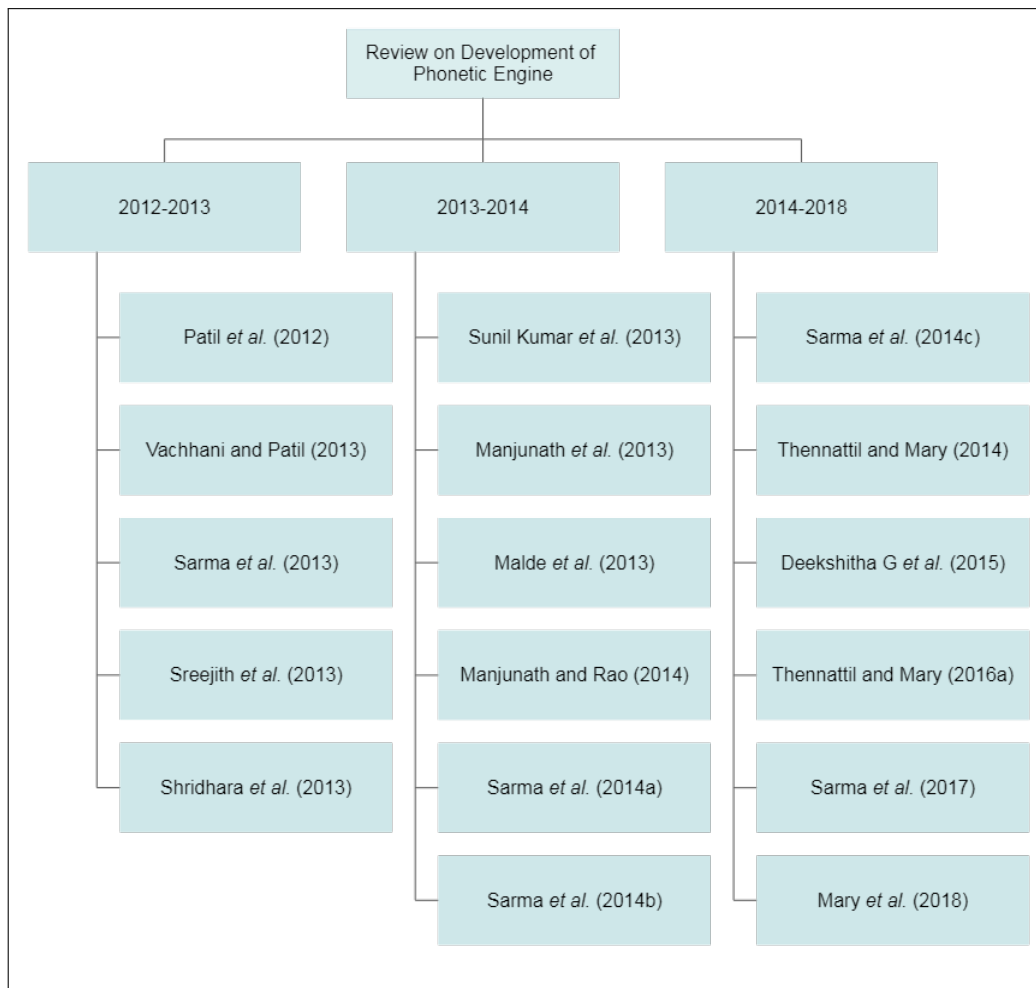 Review on Development of
Phonetic Engine
2012-2013
2013-2014
2014-2018
Patil et al. (2012)
Vachhani and Patil (2013)
Sarma et al. (2013)
Sreejith et al. (2013)
Shridhara et al. (2013)
Sunil Kumar et al. (2013)
Manjunath et al. (2013)
Malde et al. (2013)
Manjunath and Rao (2014)
Sarma et al. (2014a)
Sarma et al. (2014b)
Sarma et al. (2014c)
Thennattil and Mary (2014)
Deekshitha G et al. (2015)
Thennattil and Mary (2016a)
Sarma et al. (2017)
Mary et al. (2018)